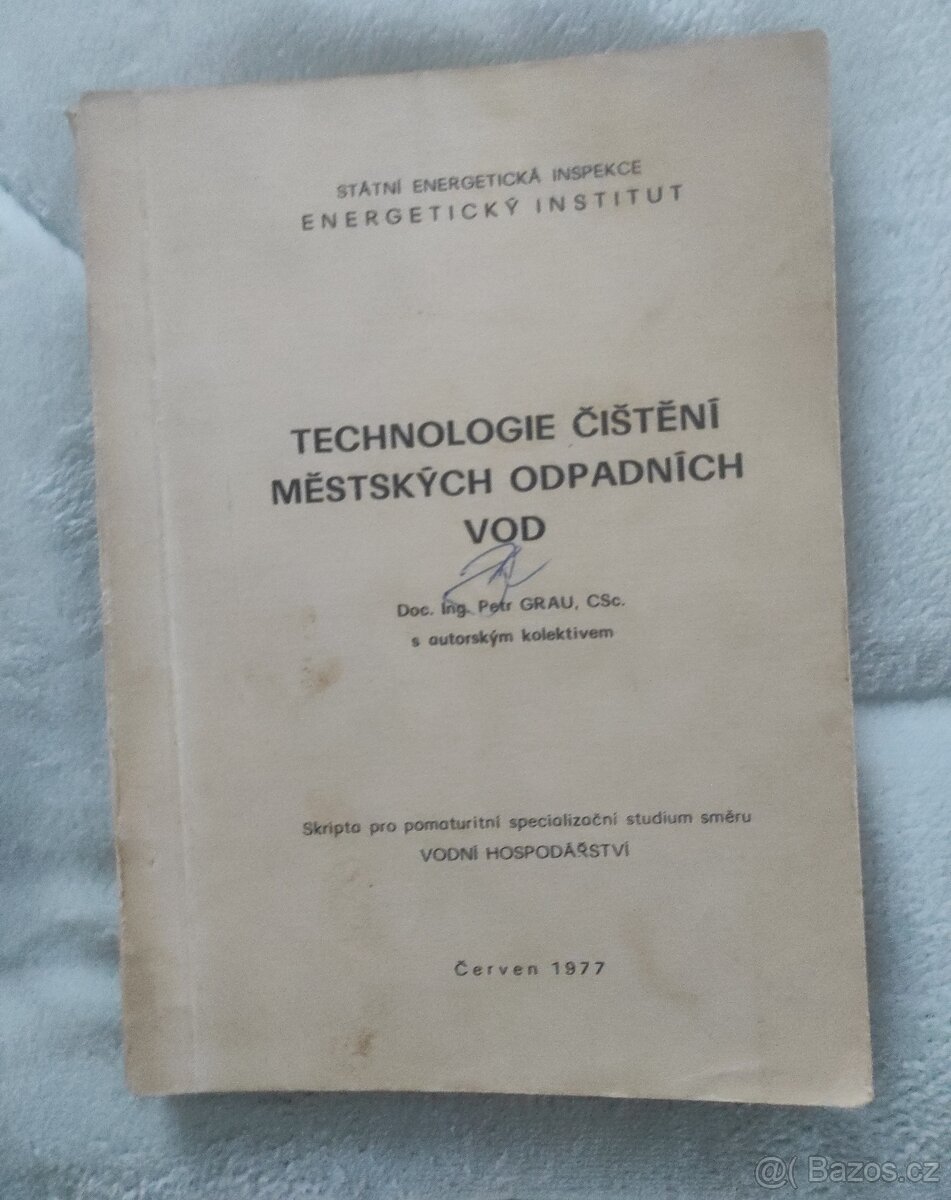 STÁTNÍ ENERGETICKÁ INSPEKCE
ENERGETICKÝ INSTITUT
TECHNOLOGIE ČIŠTĚNÍ
MĚSTSKÝCH ODPADNÍCH
VOD
Doc. Ing. Petr GRAU, CSc.
s autorským kolektivem
Skripta pro pomaturitní specializační studium směru
VODNÍ HOSPODÁŘSTVÍ
Červen 1977
@( Bazos.cz